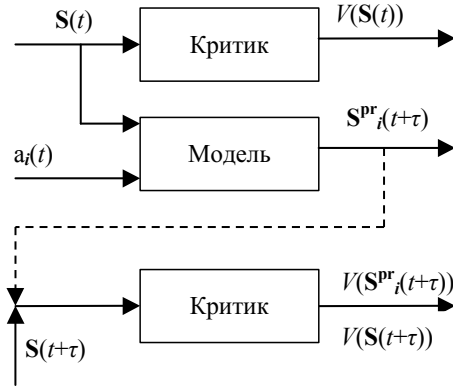 S(t) V(S(t))
Критик
S^pr_i(t+τ)
a_i(t) Модель
Критик V(S^pr_i(t+τ))
S(t+τ) V(S(t+τ))